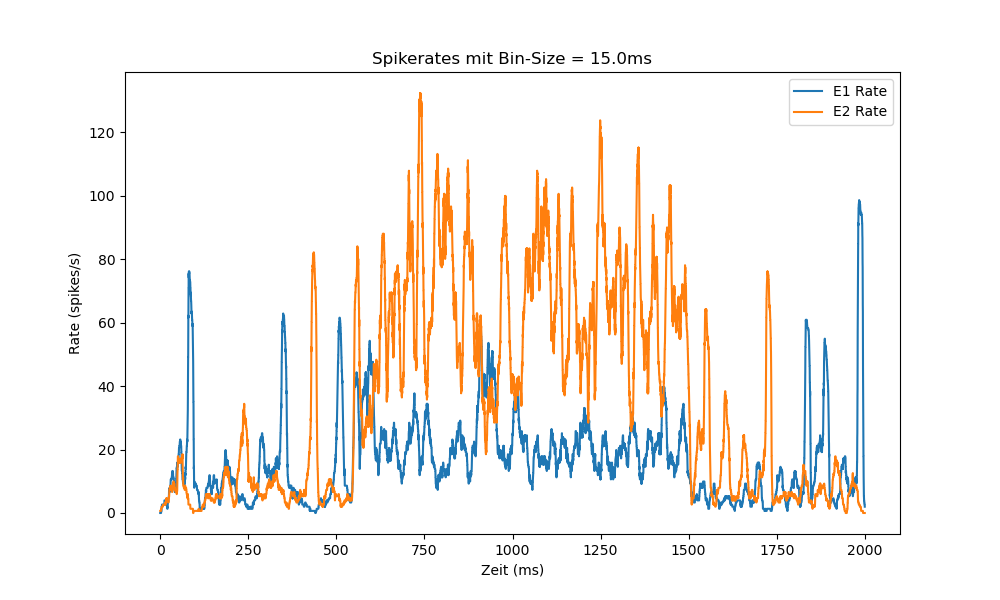 Spikerates mit Bin-Size = 15.0ms
E1 Rate
E2 Rate
Rate (spikes/s)
120
100
80
60
40
20
0
0 250 500 750 1000 1250 1500 1750 2000
Zeit (ms)